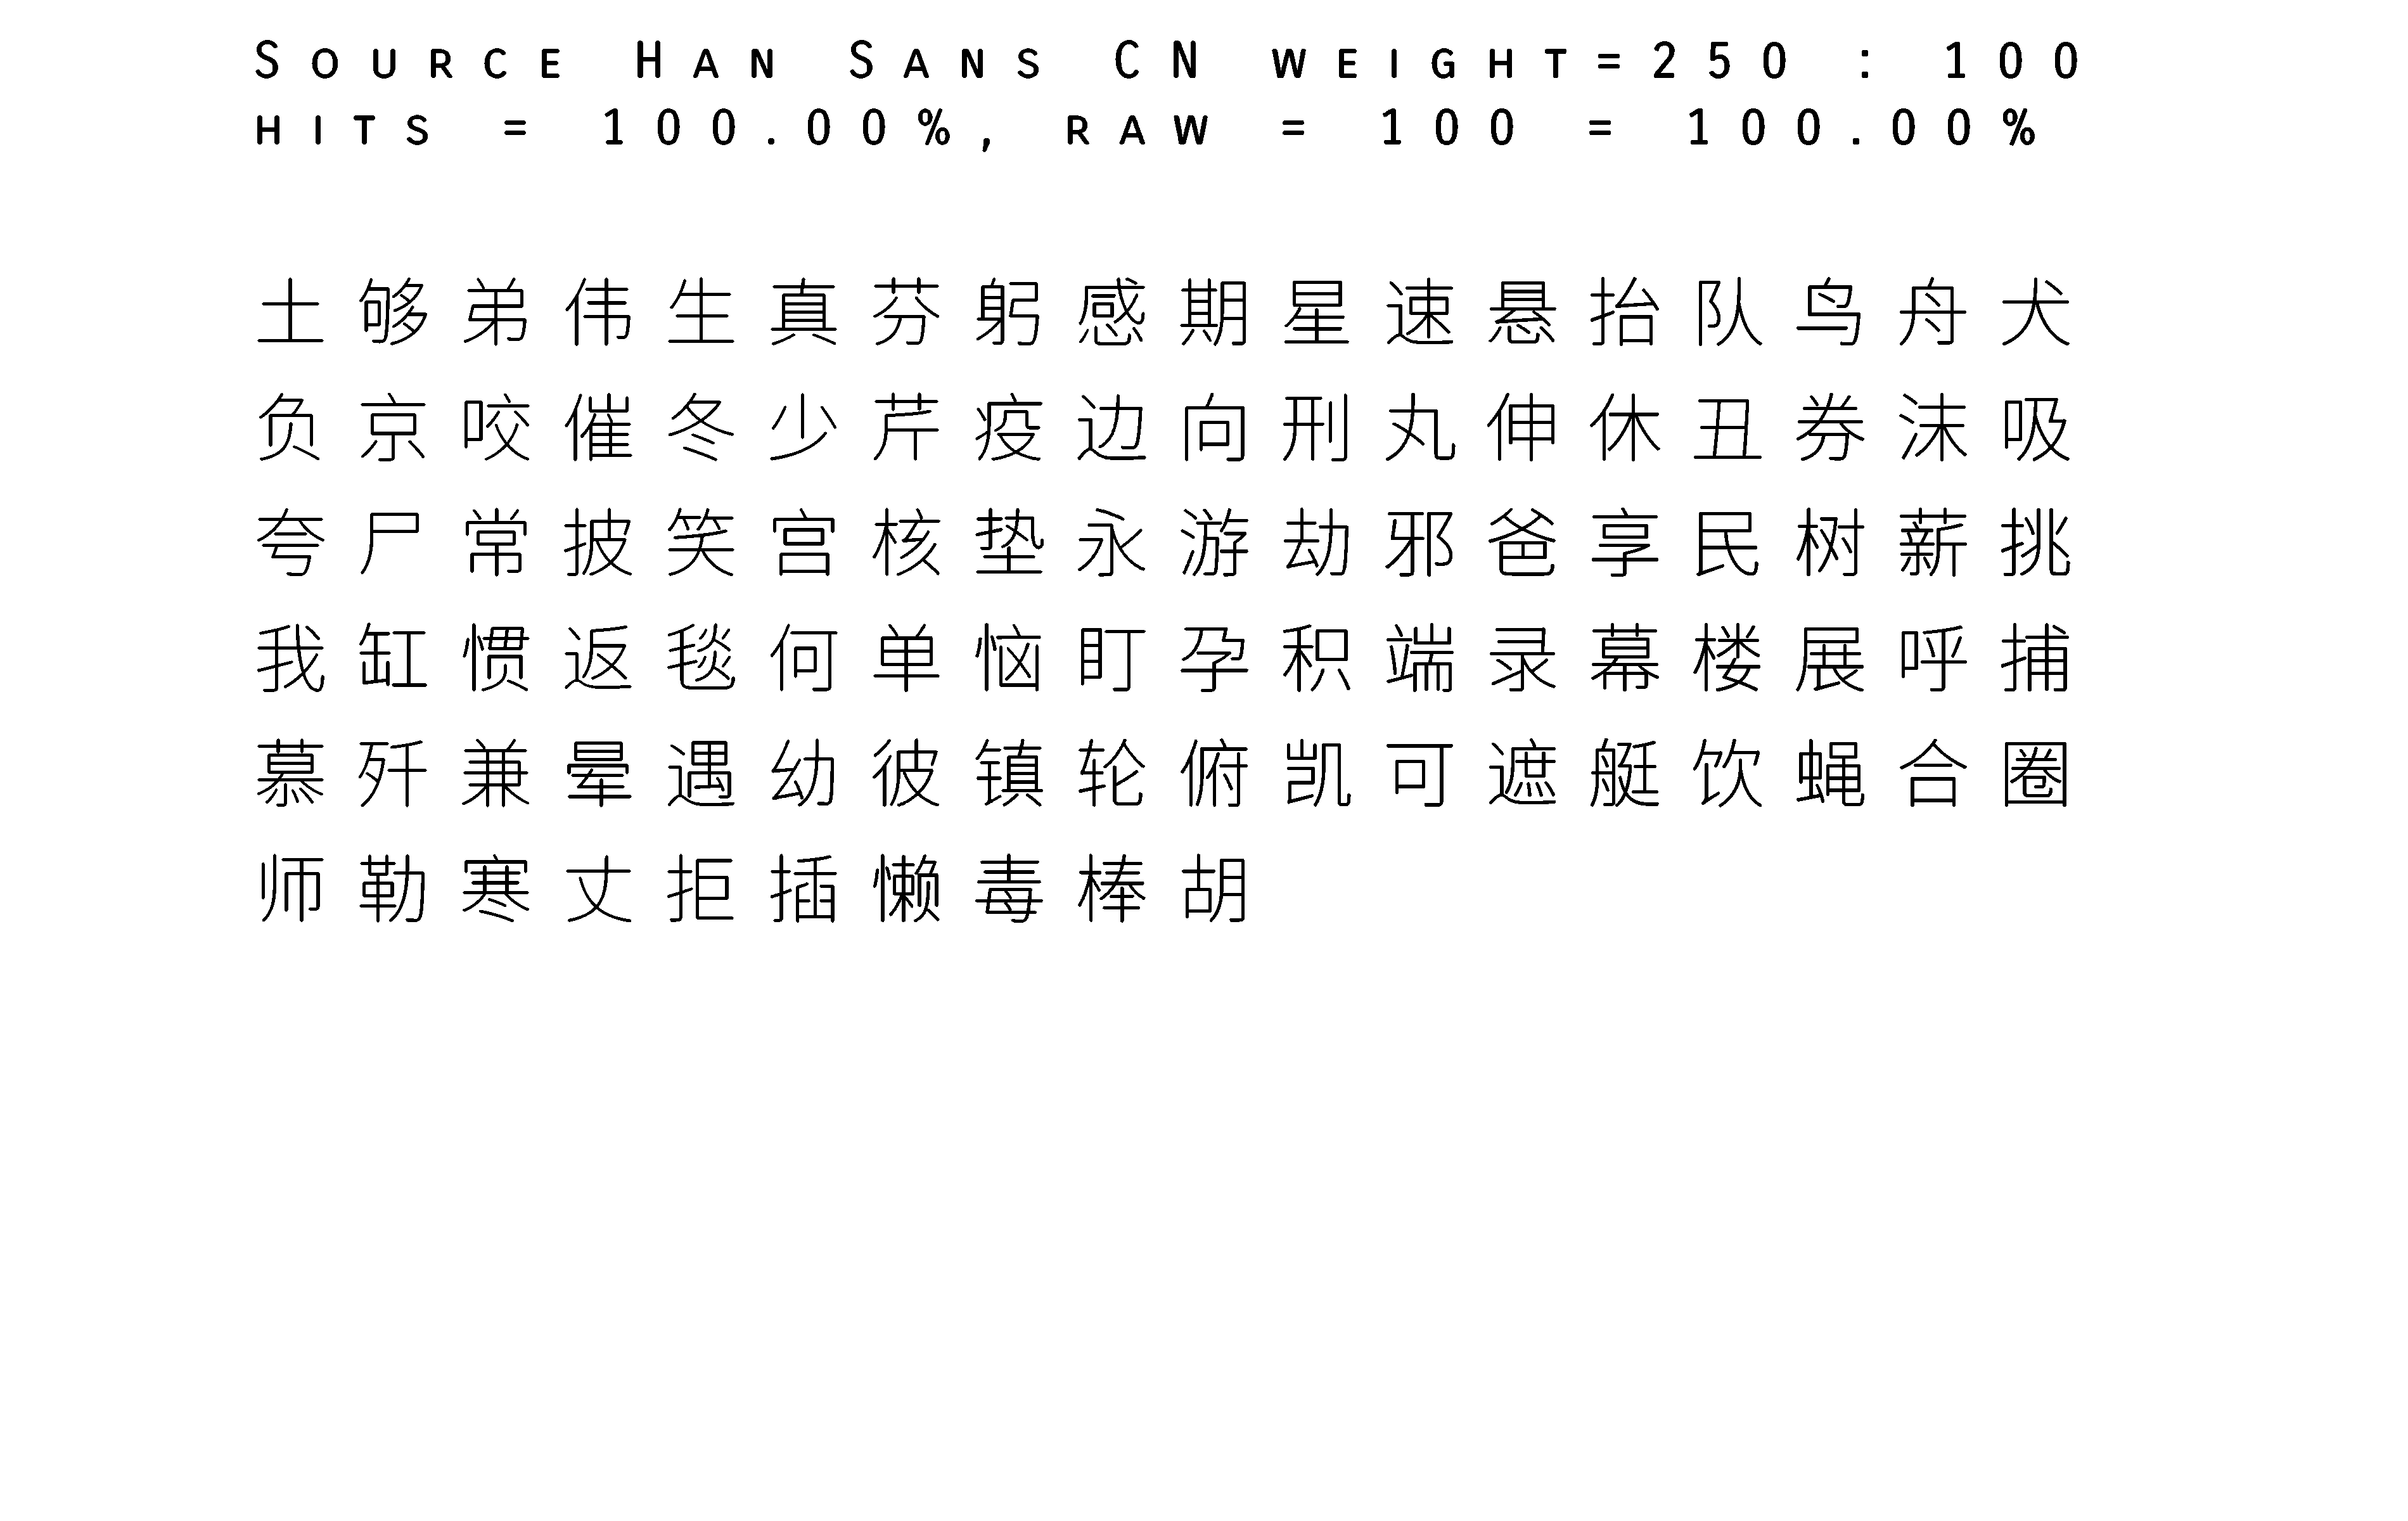 Source Han Sans CN weight=250 : 100
hits = 100.00%, raw = 100 = 100.00%
土够弟伟生真芬躬感期星速悬抬队鸟舟犬
负京咬催冬少芹疫边向刑丸伸休丑券沫吸
夸尸常披笑宫核垫永游劫邪爸享民树薪挑
我缸惯返毯何单恼盯孕积端录幕楼展呼捕
慕歼兼晕遇幼彼镇轮俯凯可遮艇饮蝇合圈
师勒寒丈拒插懒毒棒胡